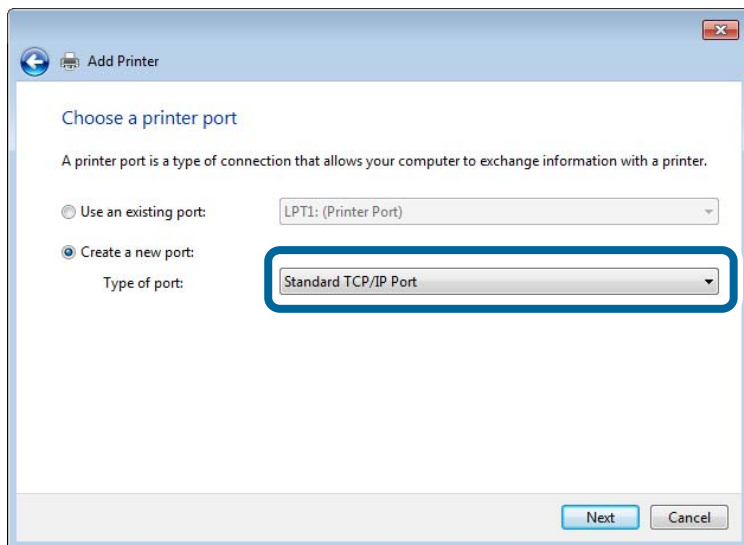 Add Printer
Choose a printer port
A printer port is a type of connection that allows your computer to exchange information with a printer.
Use an existing port: LPT1: (Printer Port)
Create a new port:
Type of port: Standard TCP/IP Port
Next Cancel